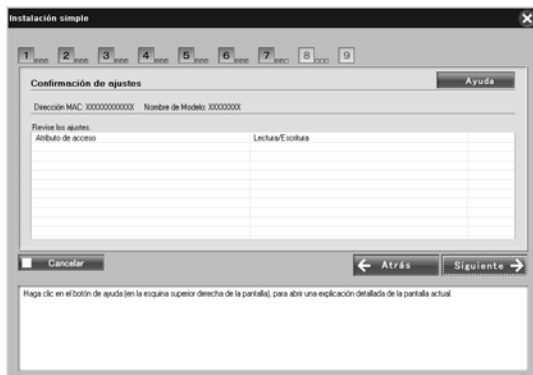 Instalación simple
1 2 3 4 5 6 7 8 9
Confirmación de ajustes
Ayuda
Dirección MAC: XXXXXXXXXXXX Nombre de Modelo: XXXXXXXX
Revise los ajustes.
Atributo de acceso Lectura/Escritura
Cancelar
Atrás
Siguiente
Haga clic en el botón de ayuda (en la esquina superior derecha de la pantalla), para abrir una explicación detallada de la pantalla actual.